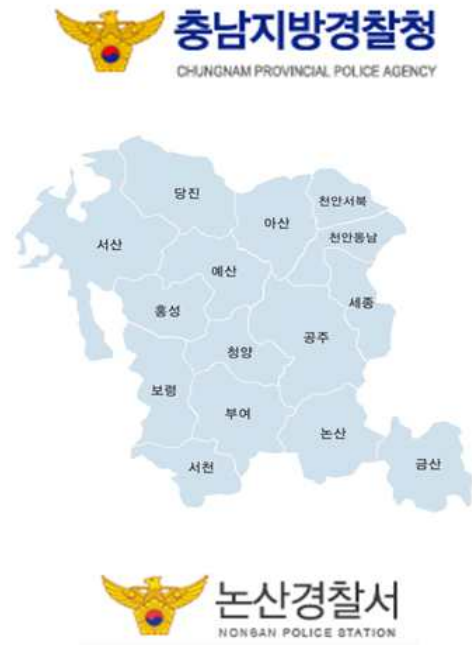 충남지방경찰청
CHUNGNAM PROVINCIAL POLICE AGENCY
당진
천안서북
아산
천안동남
서산
예산
세종
홍성
공주
청양
보령
부여
논산
서천
금산
논산경찰서
NONSAN POLICE STATION